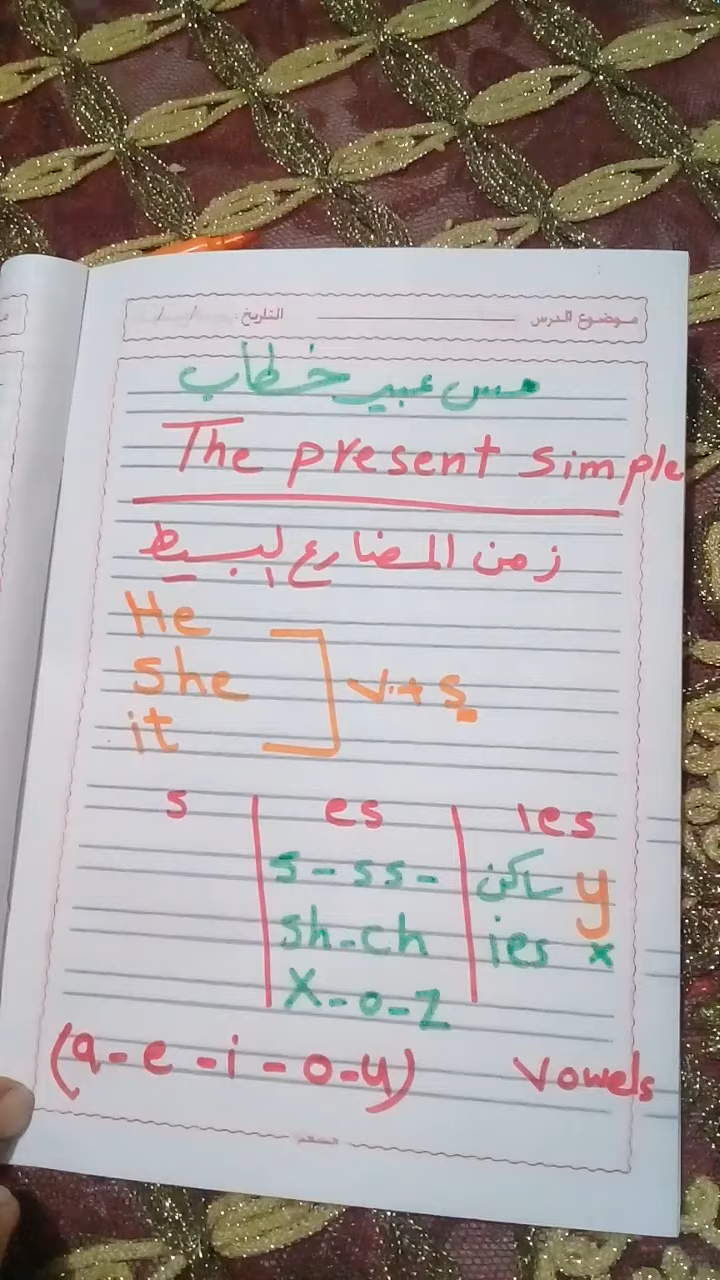 موضوع الدرس التاريخ: / /
مس عبير خطاب
The present simple
زمن المضارع البسيط
He
she
it
v.+s
s es ies
s-ss- ساكن y
sh-ch ies x
X-o-z
(a-e-i-o-u) vowels